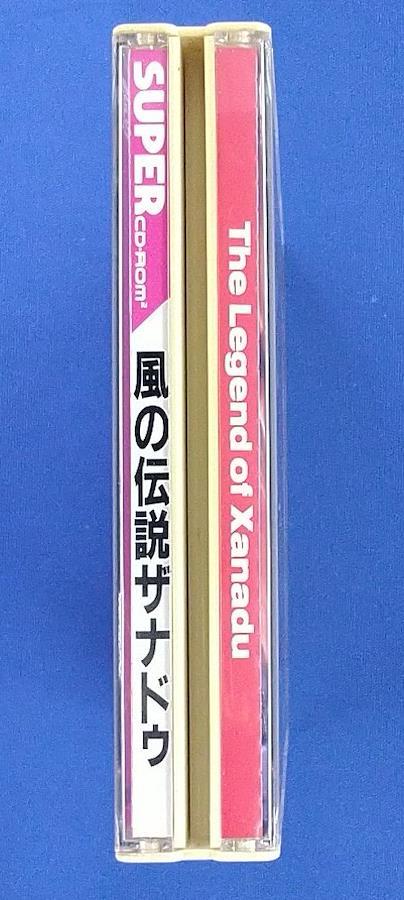 SUPER CD-ROM²
風の伝説ザナドゥ
The Legend of Xanadu